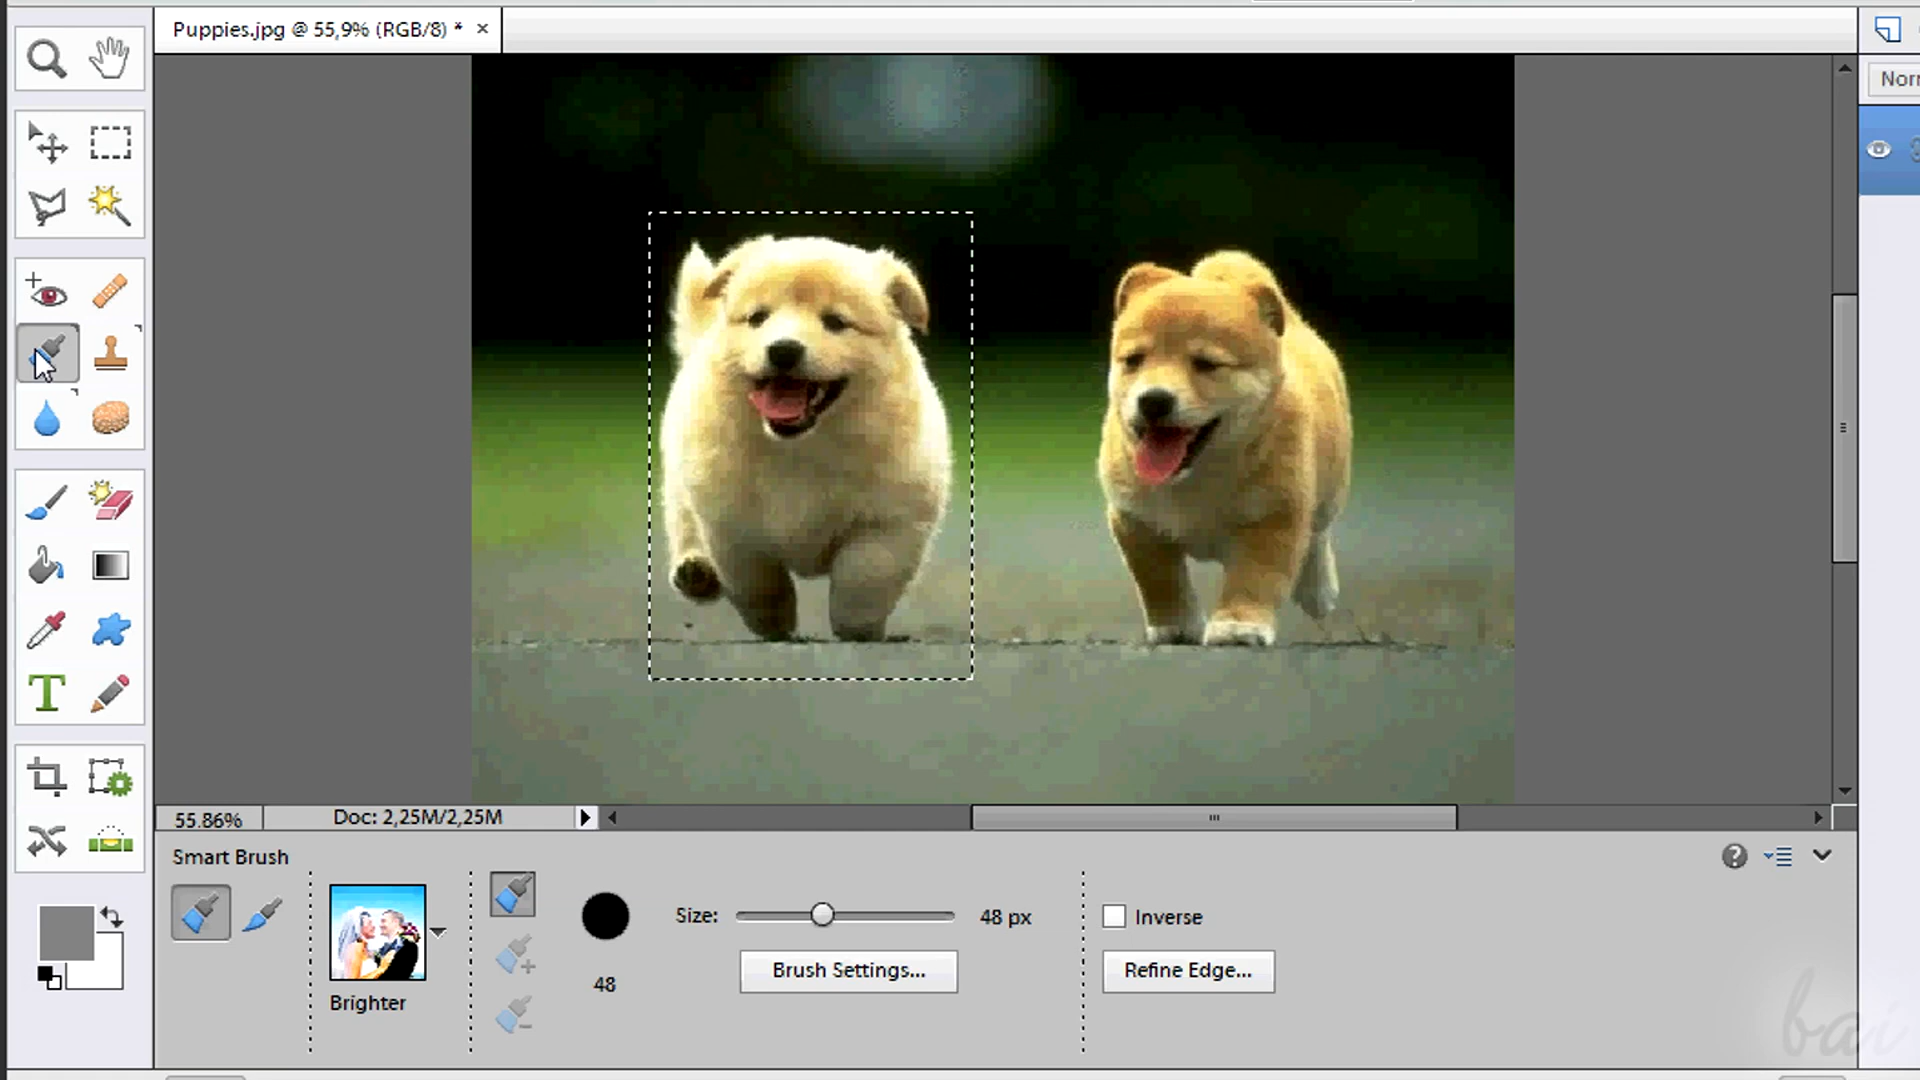 Puppies.jpg @ 55,9% (RGB/8) *
55.86%
Doc: 2,25M/2,25M
Smart Brush
Size:
48 px
Inverse
48
Brush Settings...
Refine Edge...
Brighter
bai